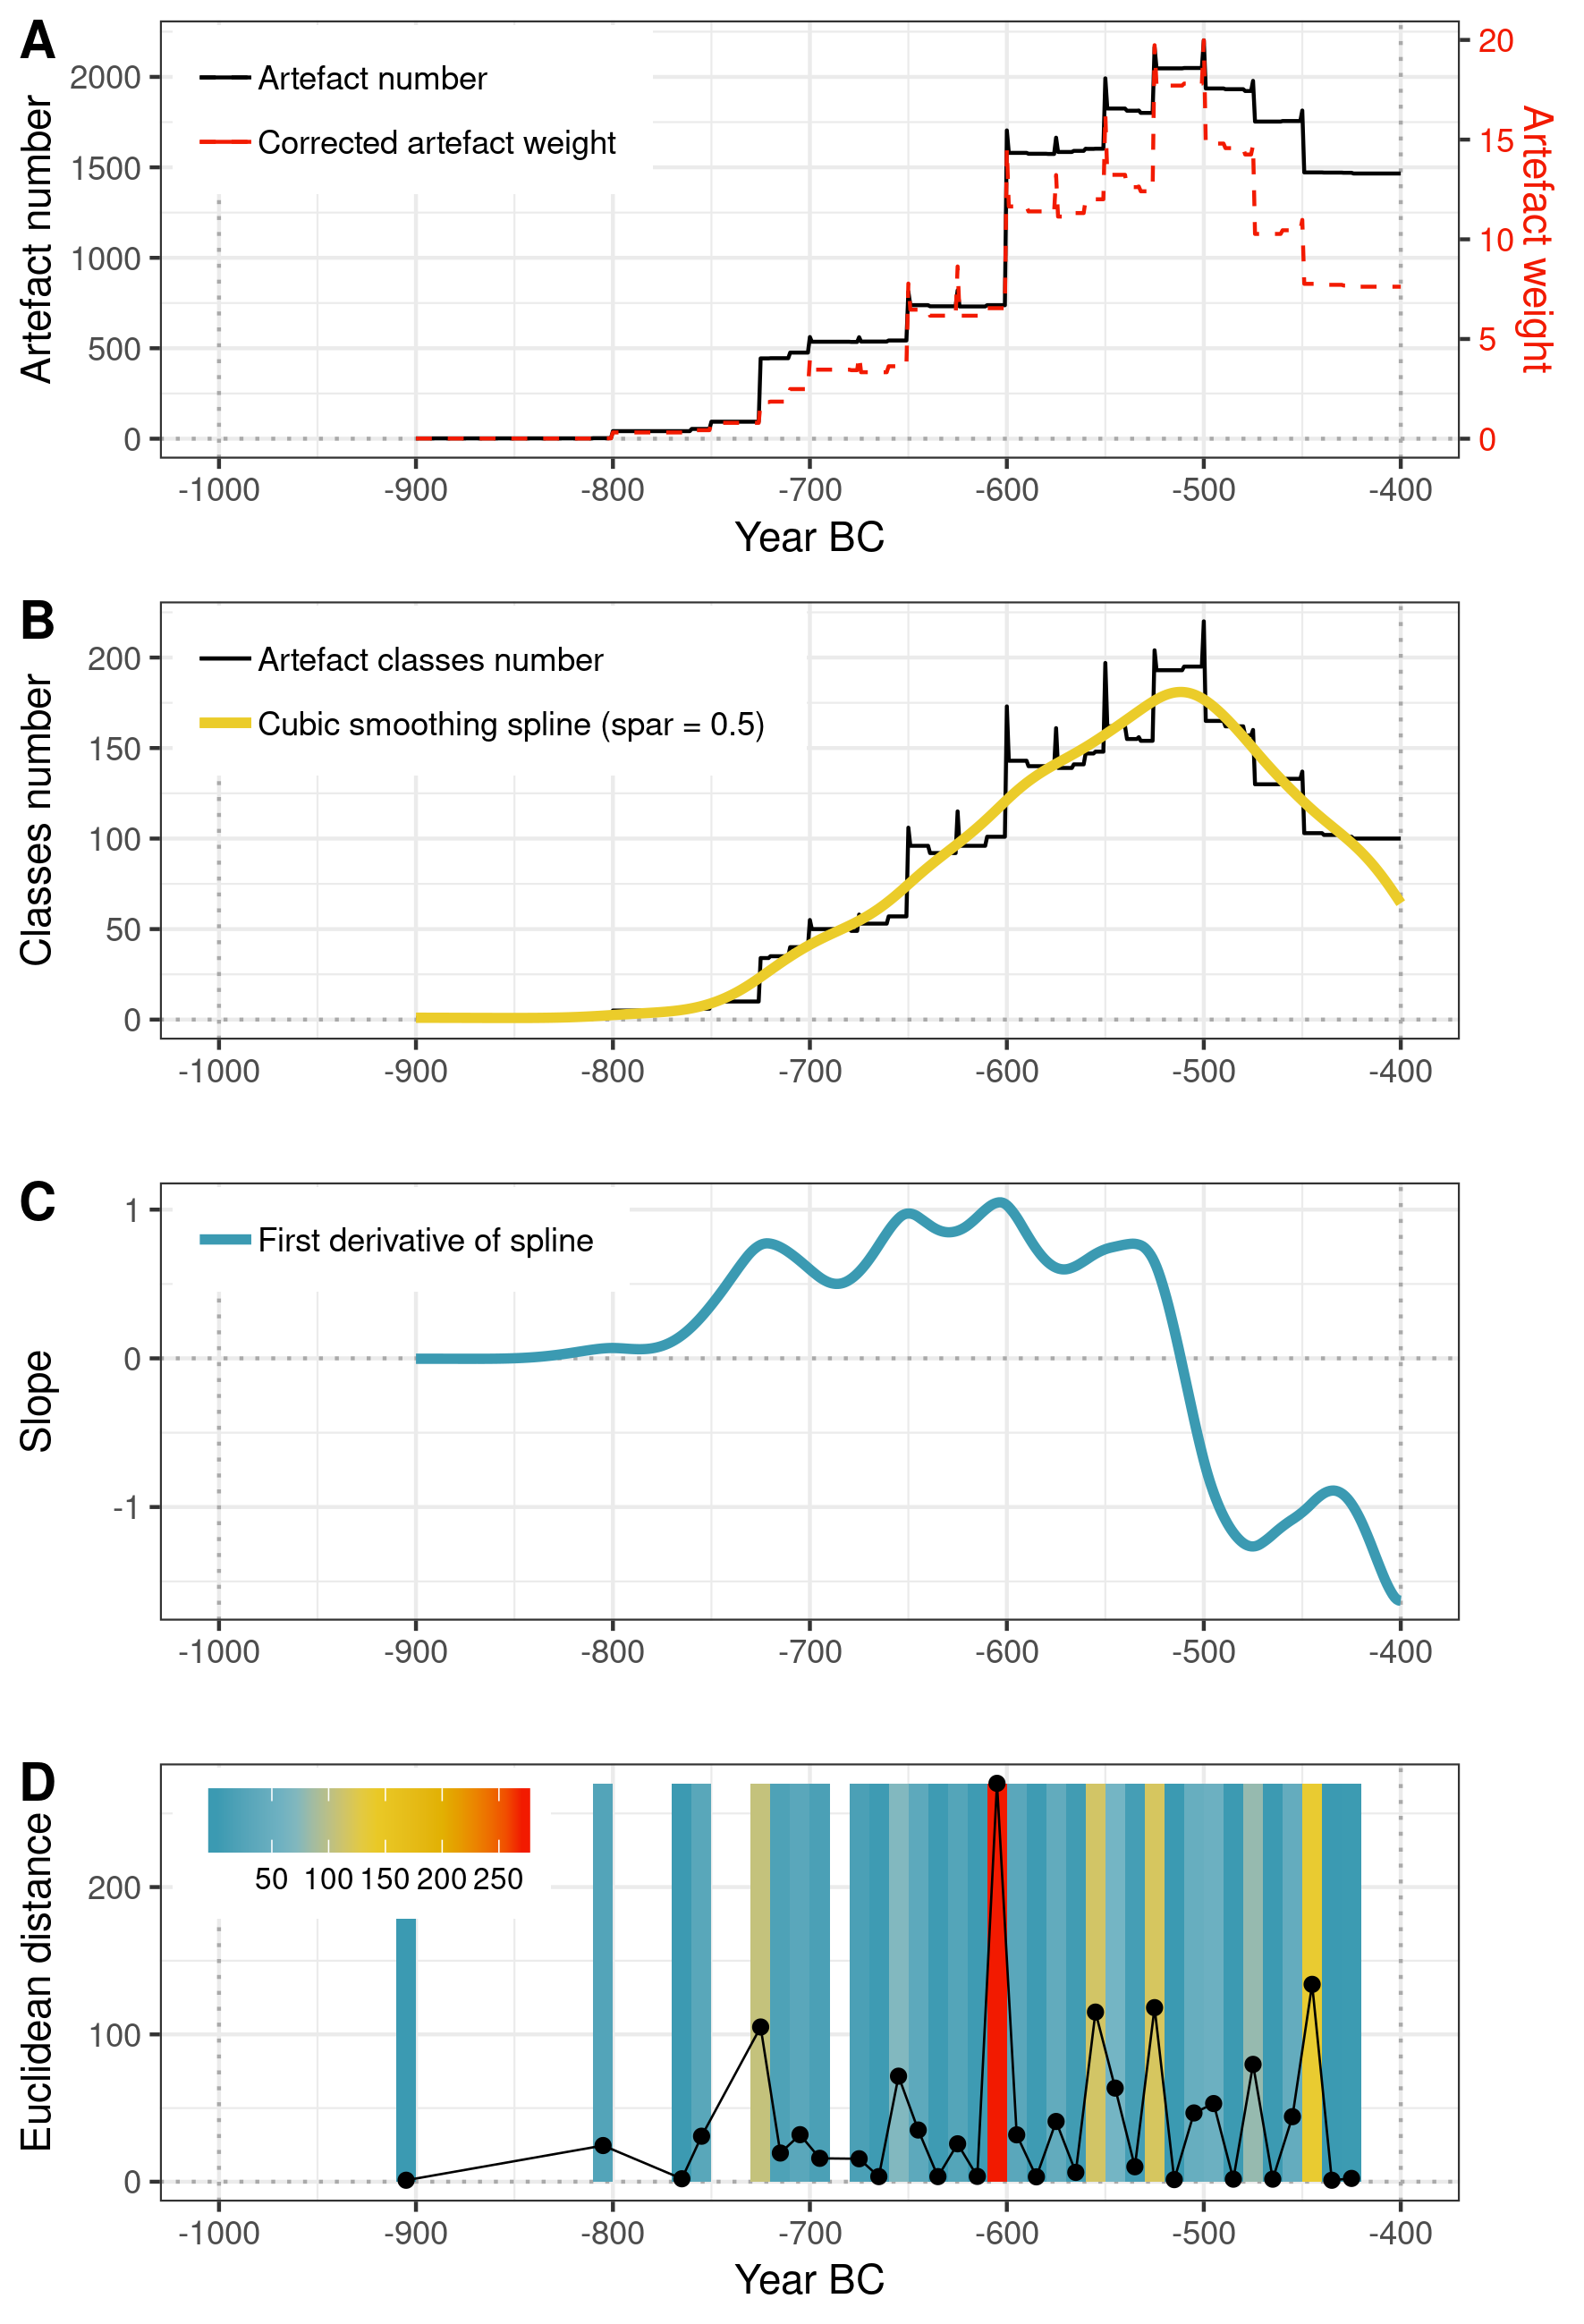 A
Artefact number
Corrected artefact weight
Artefact number
2000
1500
1000
500
0
20
15
10
5
0
Artefact weight
-1000 -900 -800 -700 -600 -500 -400
Year BC
B
Artefact classes number
Cubic smoothing spline (spar = 0.5)
Classes number
200
150
100
50
0
-1000 -900 -800 -700 -600 -500 -400
C
First derivative of spline
Slope
1
0
-1
-1000 -900 -800 -700 -600 -500 -400
D
50 100 150 200 250
Euclidean distance
200
100
0
-1000 -900 -800 -700 -600 -500 -400
Year BC